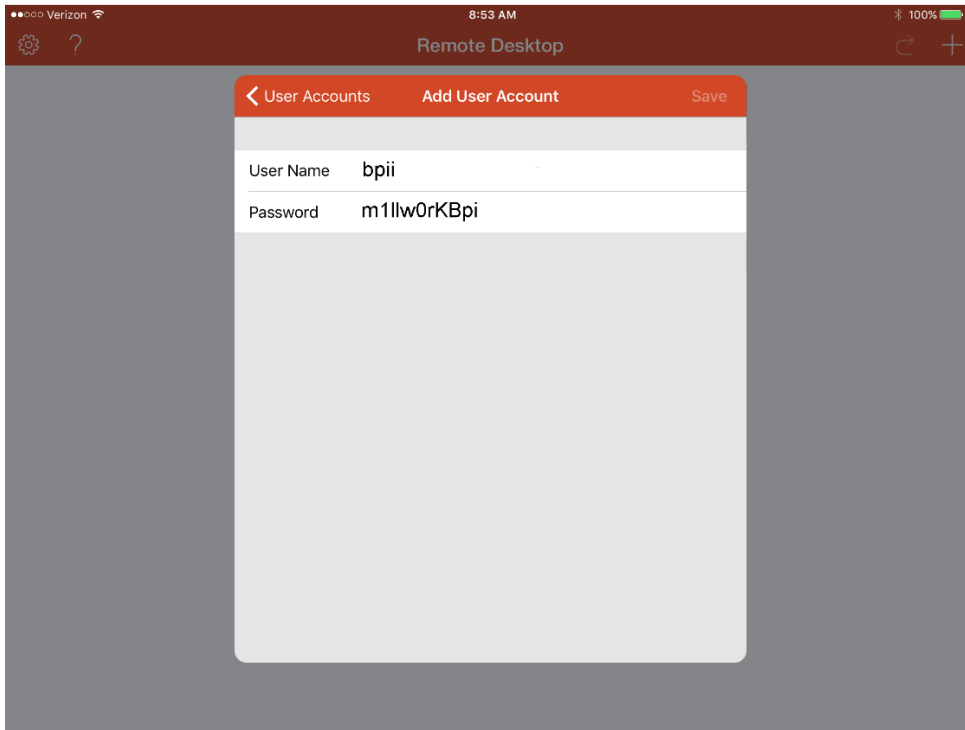 Verizon 8:53 AM 100%
? Remote Desktop +
User Accounts Add User Account Save
User Name bpii
Password m1llw0rKBpi